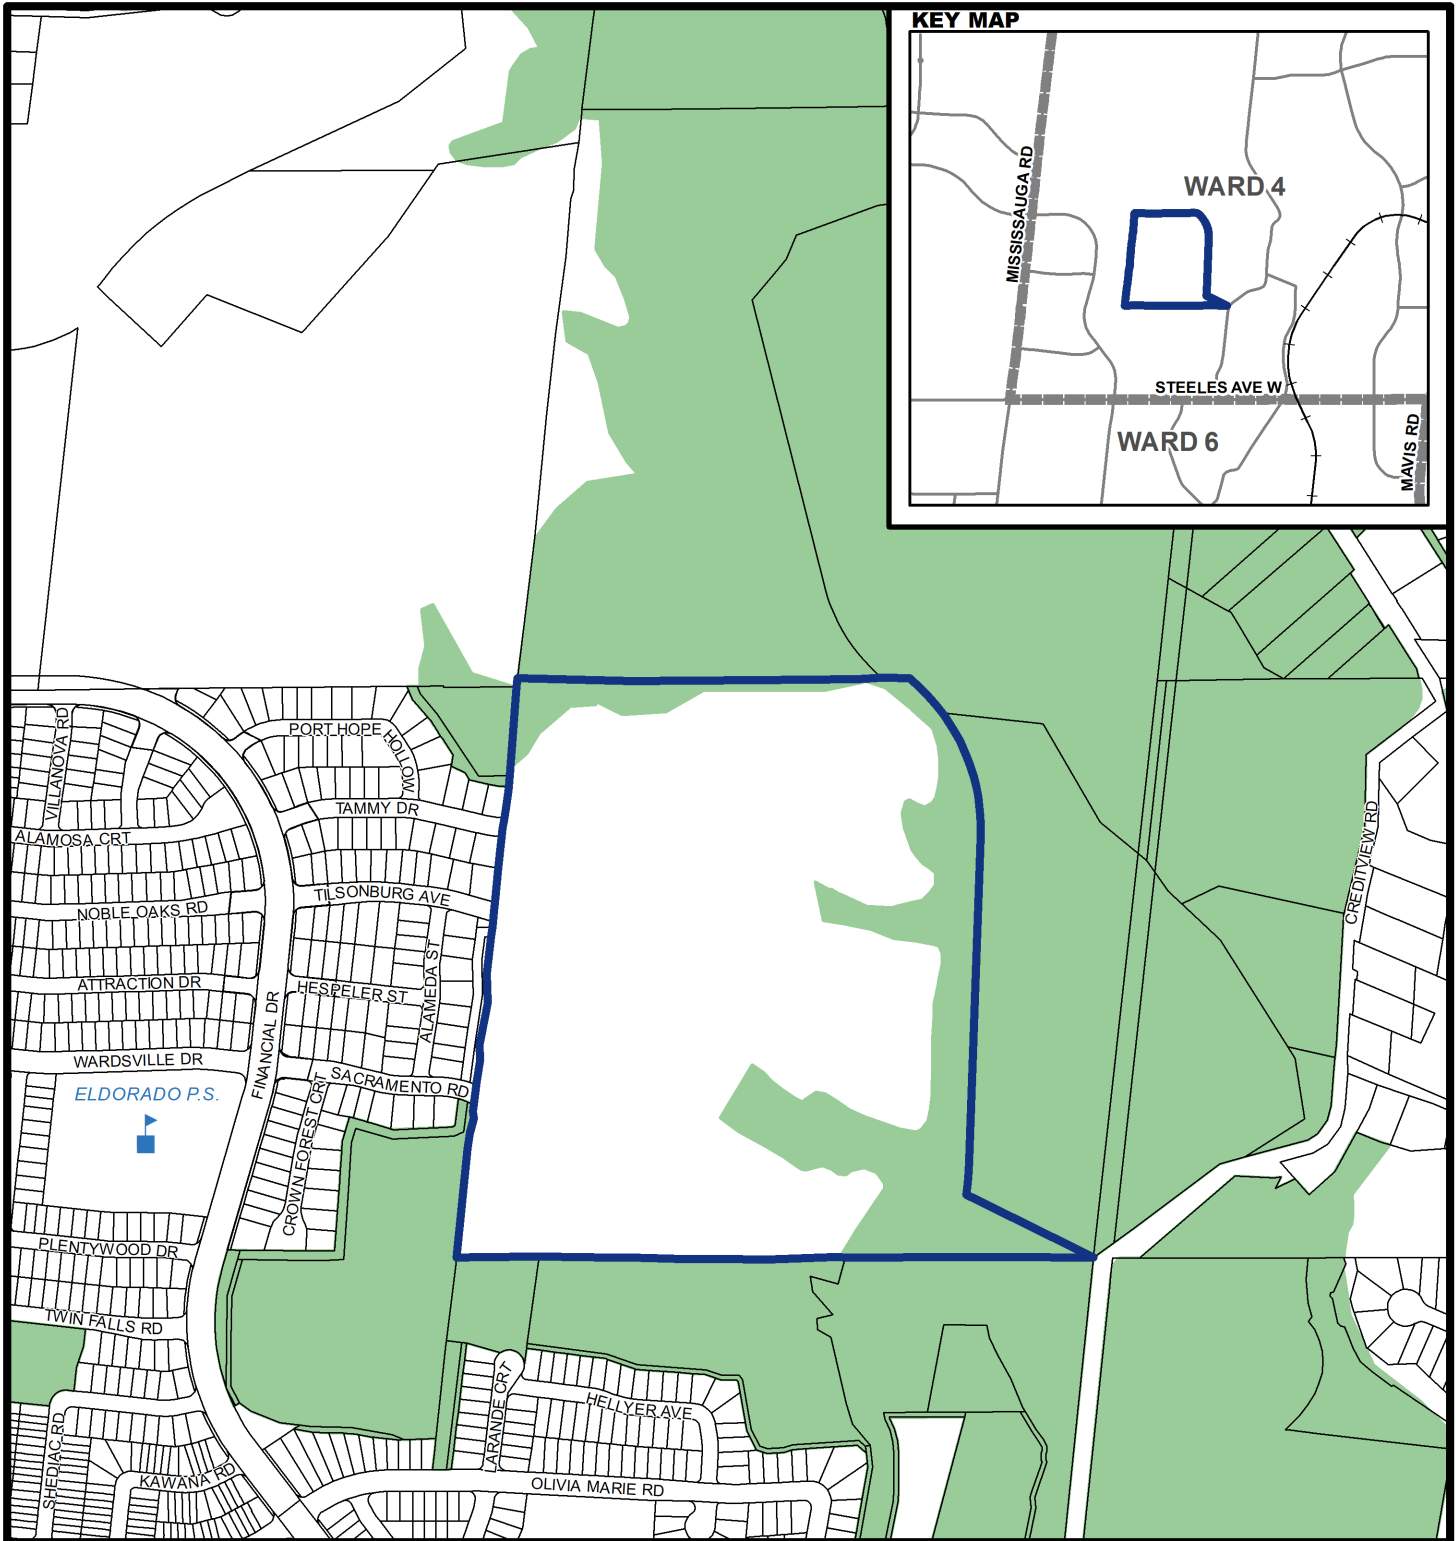 KEY MAP
MISSISSAUGA RD
WARD 4
STEELES AVE W
WARD 6
MAVIS RD
VILLANOVA RD
PORT HOPE
HOLLOW
TAMMY DR
ALAMOSA CRT
TILSONBURG AVE
NOBLE OAKS RD
ALAMEDA ST
ATTRACTION DR
HESPELER ST
FINANCIAL DR
WARDSVILLE DR
SACRAMENTO RD
ELDORADO P.S.
CROWN FOREST CRT
CREDITVIEW RD
PLENTYWOOD DR
TWIN FALLS RD
LARANDE CRT
HELLYER AVE
SHEDIAC RD
KAWANA RD
OLIVIA MARIE RD